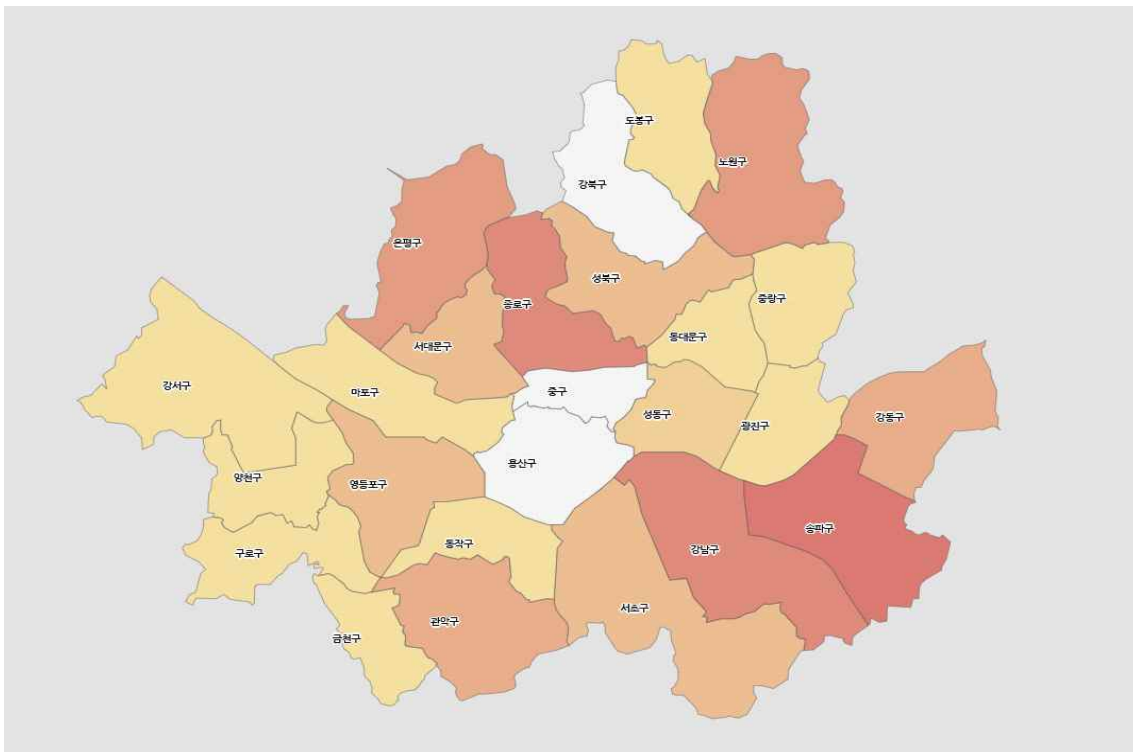 도봉구
노원구
강북구
은평구
성북구
종로구
중랑구
동대문구
서대문구
강서구
마포구
중구
성동구
강동구
광진구
용산구
양천구
영등포구
송파구
동작구
강남구
구로구
서초구
관악구
금천구